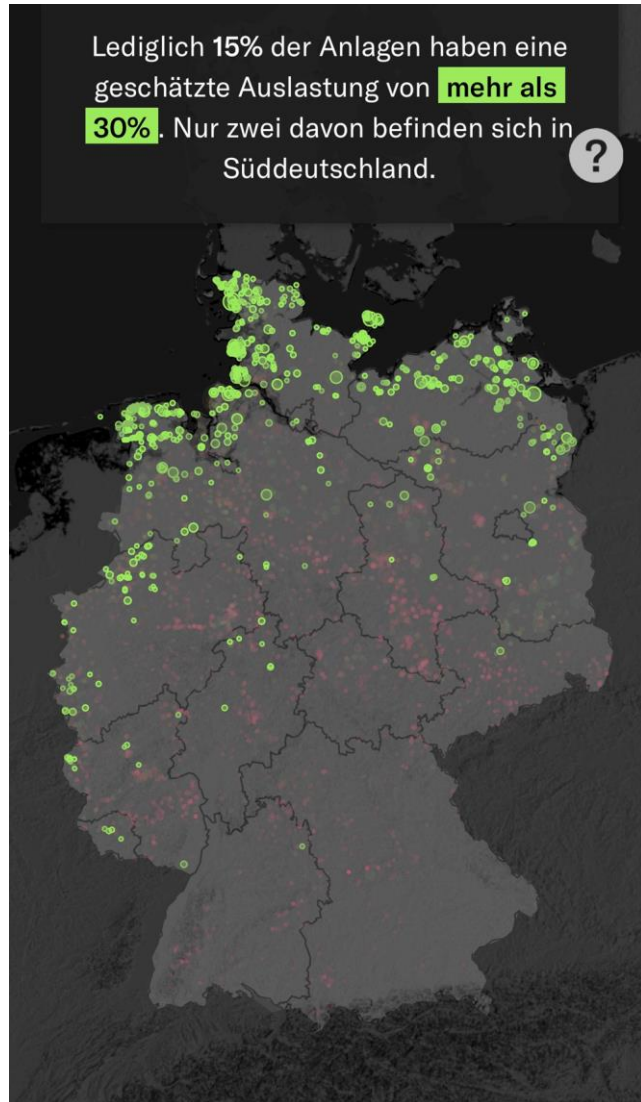 Lediglich 15% der Anlagen haben eine
geschätzte Auslastung von mehr als
30%. Nur zwei davon befinden sich in
Süddeutschland.
?